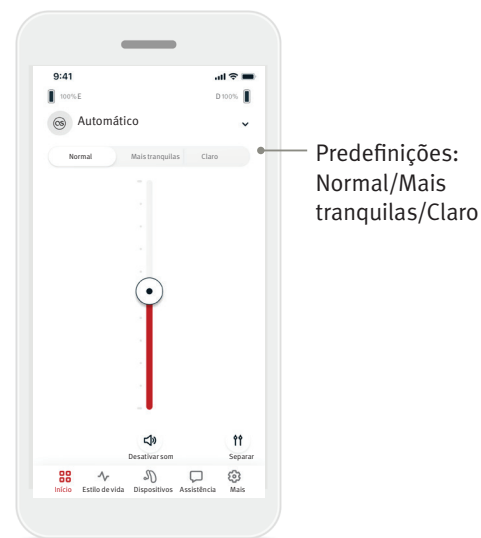 9:41
100% E
D 100%
OS
Automático
Normal
Mais tranquilas
Claro
Predefinições:
Normal/Mais
tranquilas/Claro
Desativar som
Separar
Início
Estilo de vida
Dispositivos
Assistência
Mais